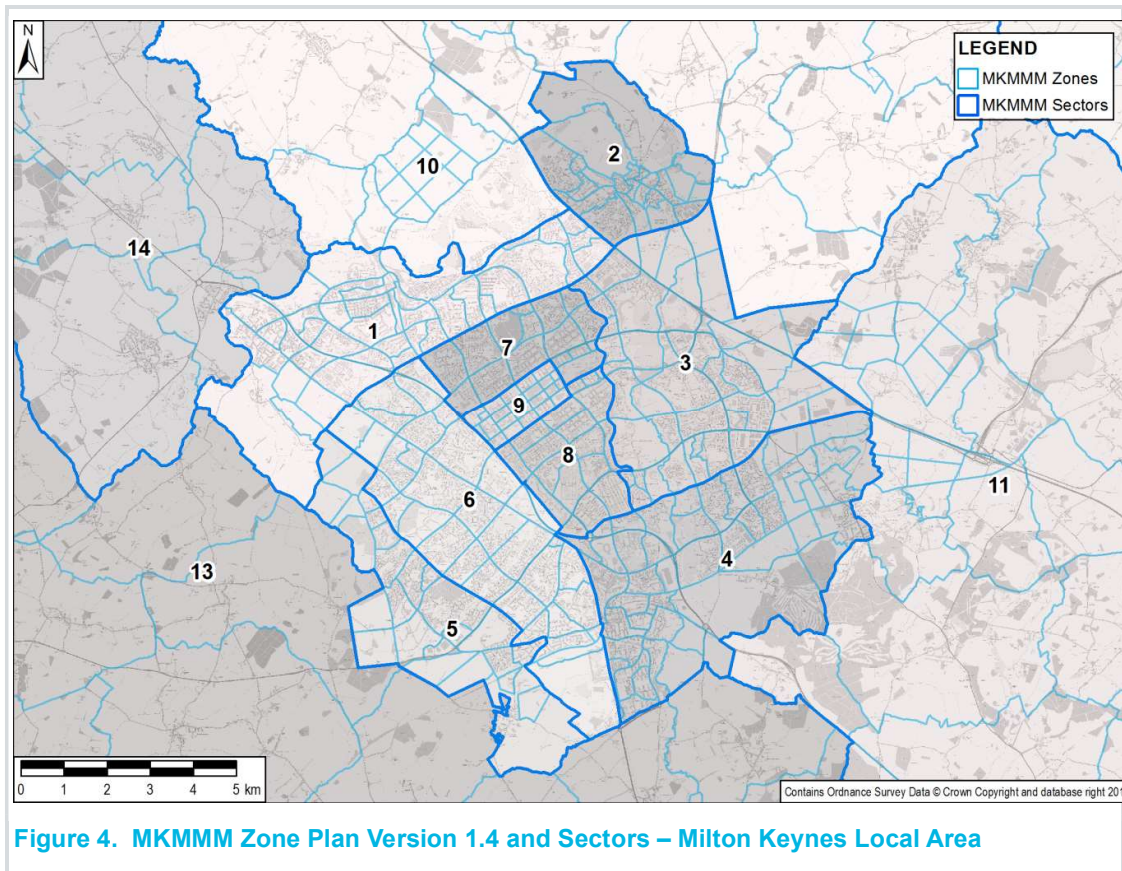 N
LEGEND
MKMMM Zones
MKMMM Sectors
2
10
14
1
7
3
9
8
6
11
4
13
5
0 1 2 3 4 5 km
Contains Ordnance Survey Data © Crown Copyright and database right 201
Figure 4. MKMMM Zone Plan Version 1.4 and Sectors – Milton Keynes Local Area